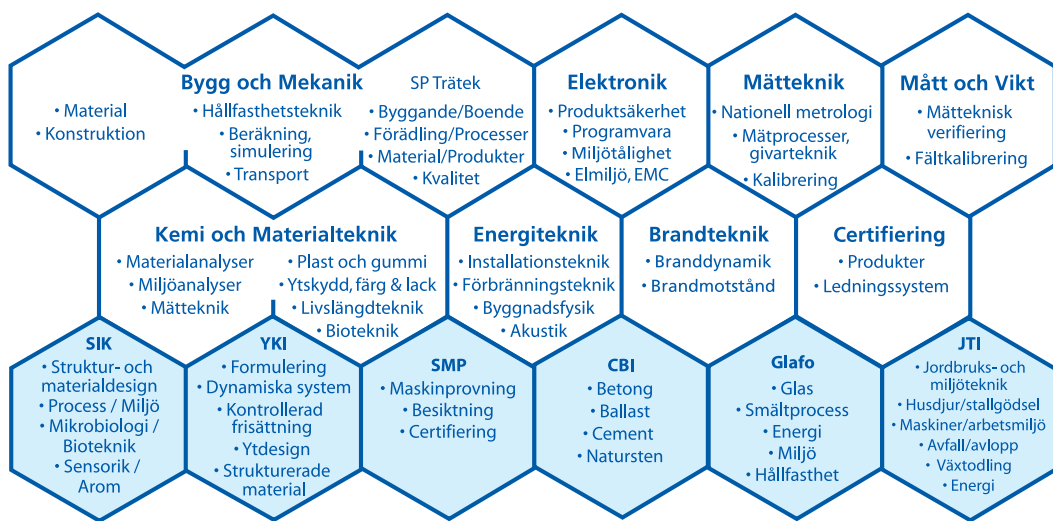 Bygg och Mekanik
• Material
• Konstruktion
• Hållfasthetsteknik
• Beräkning,
simulering
• Transport
SP Trätek
• Byggande/Boende
• Förädling/Processer
• Material/Produkter
• Kvalitet
Elektronik
• Produktsäkerhet
• Programvara
• Miljötålighet
• Elmiljö, EMC
Mätteknik
• Nationell metrologi
• Mätprocesser,
givarteknik
• Kalibrering
Mått och Vikt
• Mätteknisk
verifiering
• Fältkalibrering
Kemi och Materialteknik
• Materialanalyser
• Miljöanalyser
• Mätteknik
• Plast och gummi
• Ytskydd, färg & lack
• Livslängdteknik
• Bioteknik
Energiteknik
• Installationsteknik
• Förbränningsteknik
• Byggnadsfysik
• Akustik
Brandteknik
• Branddynamik
• Brandmotstånd
Certifiering
• Produkter
• Ledningssystem
SIK
• Struktur- och
materialdesign
• Process / Miljö
• Mikrobiologi /
Bioteknik
• Sensorik /
Arom
YKI
• Formulering
• Dynamiska system
• Kontrollerad
frisättning
• Ytdesign
• Strukturerade
material
SMP
• Maskinprovning
• Besiktning
• Certifiering
CBI
• Betong
• Ballast
• Cement
• Natursten
Glafo
• Glas
• Smältprocess
• Energi
• Miljö
• Hållfasthet
JTI
• Jordbruks- och
miljöteknik
• Husdjur/stallgödsel
• Maskiner/arbetsmiljö
• Avfall/avlopp
• Växtodling
• Energi